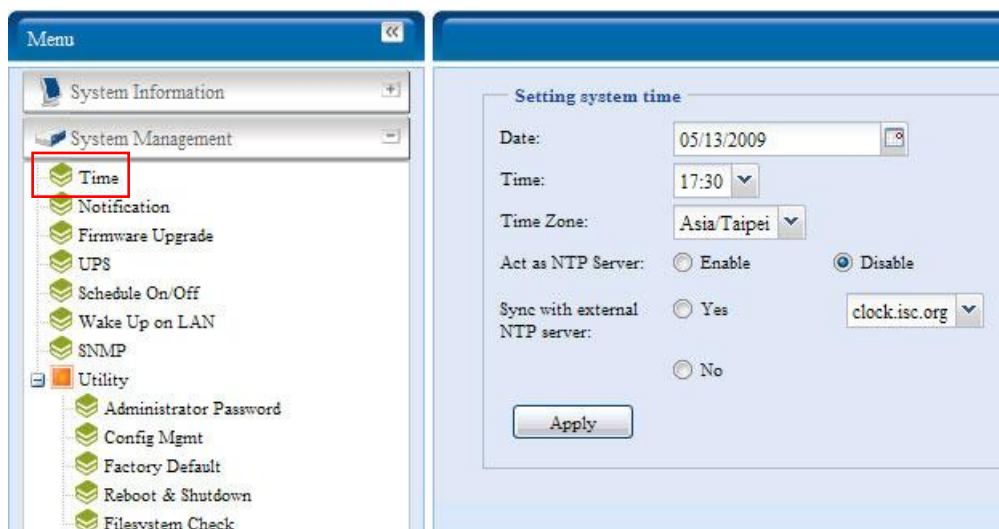 Menu
System Information
System Management
Time
Notification
Firmware Upgrade
UPS
Schedule On/Off
Wake Up on LAN
SNMP
Utility
Administrator Password
Config Mgmt
Factory Default
Reboot & Shutdown
Filesystem Check
Setting system time
Date: 05/13/2009
Time: 17:30
Time Zone: Asia/Taipei
Act as NTP Server: Enable Disable
Sync with external Yes clock.isc.org
NTP server:
No
Apply